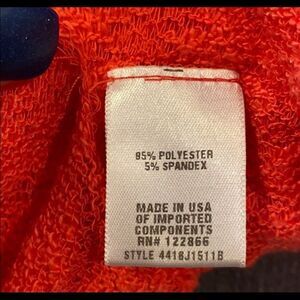 95% POLYESTER
5% SPANDEX
MADE IN USA
OF IMPORTED
COMPONENTS
RN# 122866
STYLE 4418J1511B